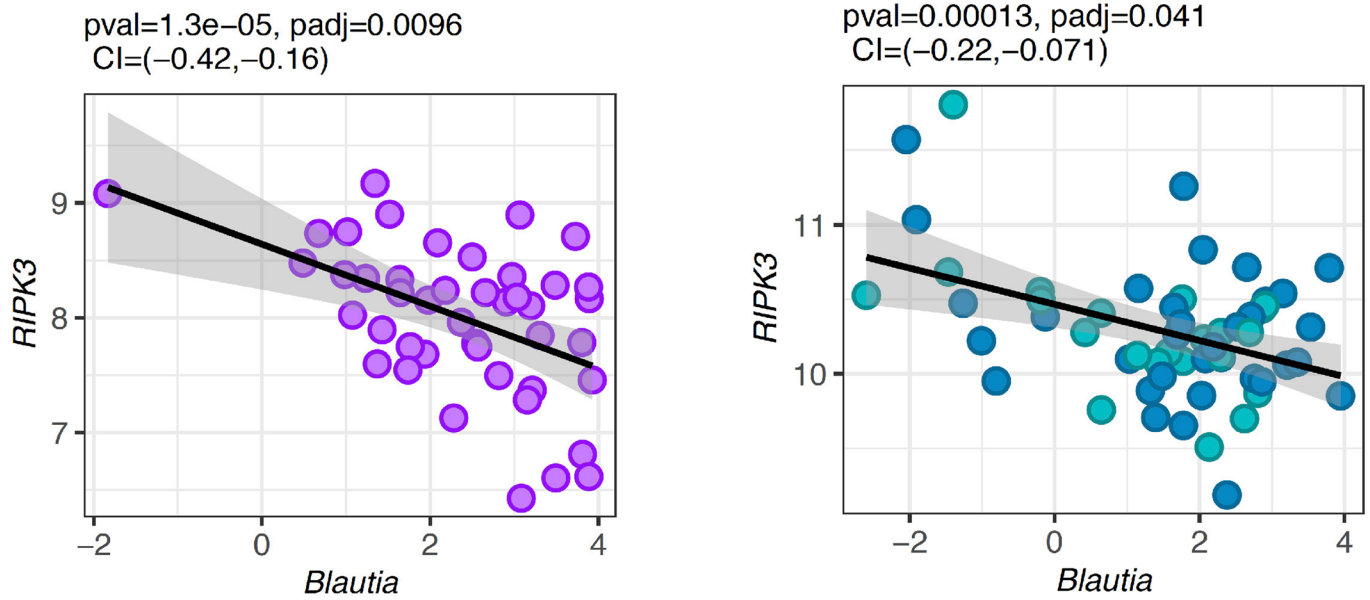 pval=1.3e−05, padj=0.0096
CI=(−0.42,−0.16)
9
8
7
RIPK3
−2 0 2 4
Blautia
pval=0.00013, padj=0.041
CI=(−0.22,−0.071)
11
10
RIPK3
−2 0 2 4
Blautia